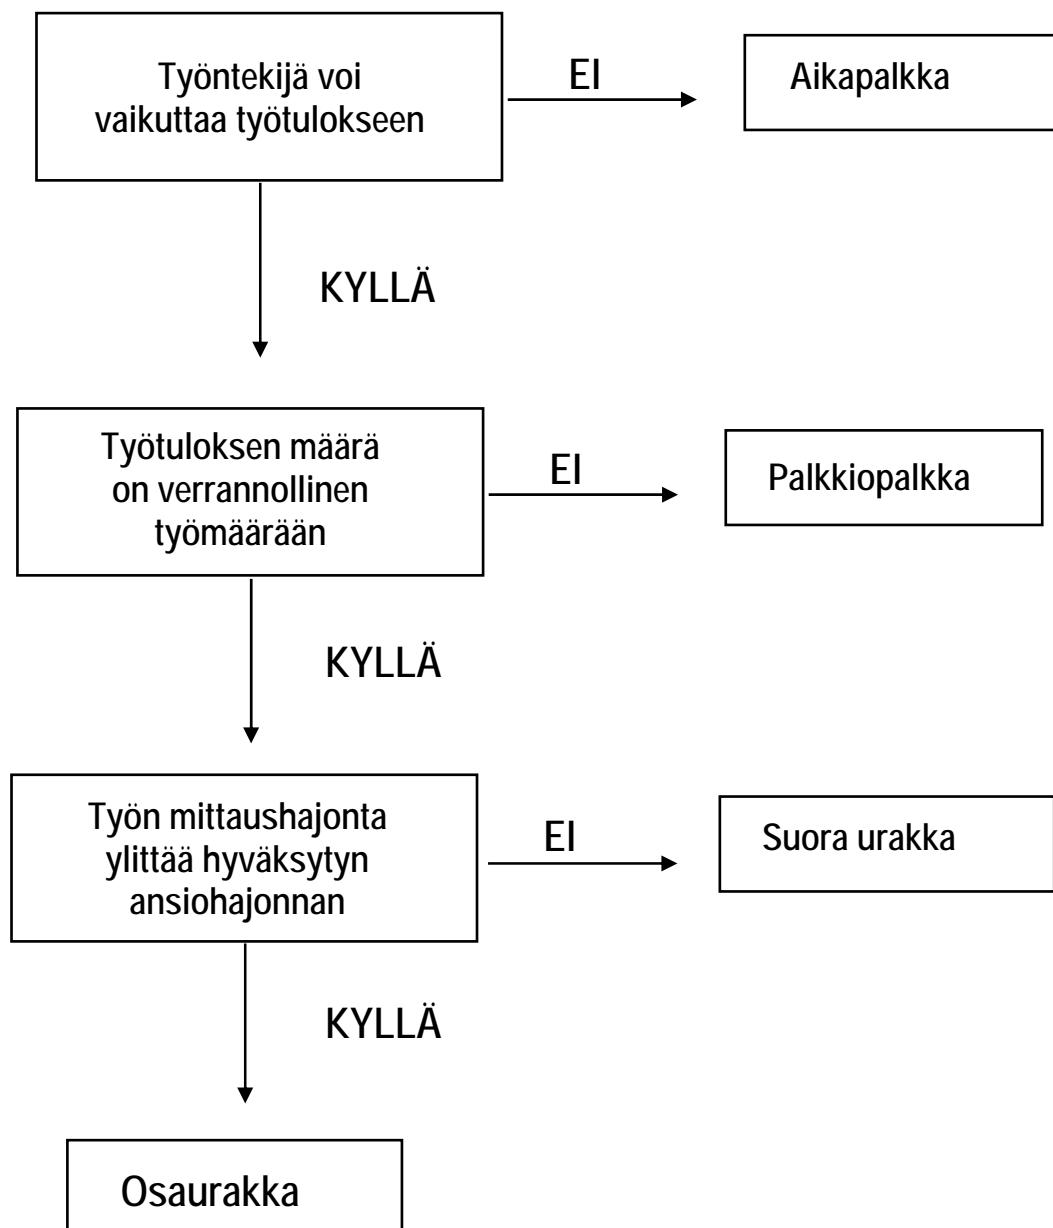 Työntekijä voi
vaikuttaa työtulokseen
EI
Aikapalkka
KYLLÄ
Työtuloksen määrä
on verrannollinen
työmäärään
EI
Palkkiopalkka
KYLLÄ
Työn mittaushajonta
ylittää hyväksytyn
ansiohajonnan
EI
Suora urakka
KYLLÄ
Osaurakka